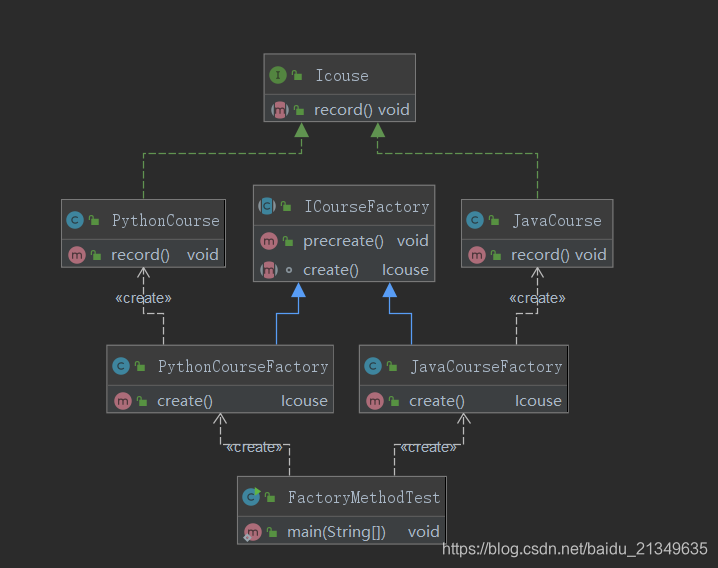 Icouse
record() void
PythonCourse
record() void
ICourseFactory
precreate() void
create() Icouse
JavaCourse
record() void
«create»
«create»
PythonCourseFactory
create() Icouse
JavaCourseFactory
create() Icouse
«create»
«create»
FactoryMethodTest
main(String[]) void
https://blog.csdn.net/baidu_21349635